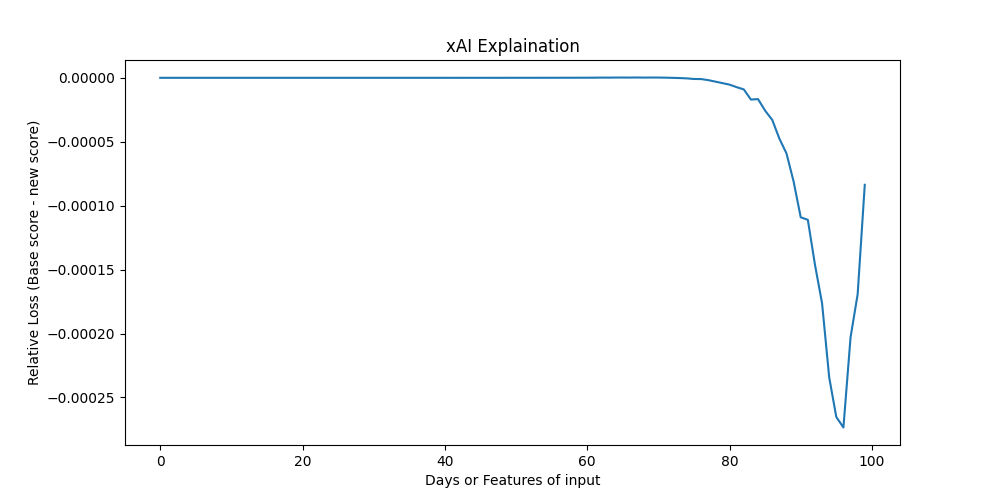 xAI Explaination
0.00000
−0.00005
−0.00010
−0.00015
−0.00020
−0.00025
Relative Loss (Base score - new score)
0 20 40 60 80 100
Days or Features of input